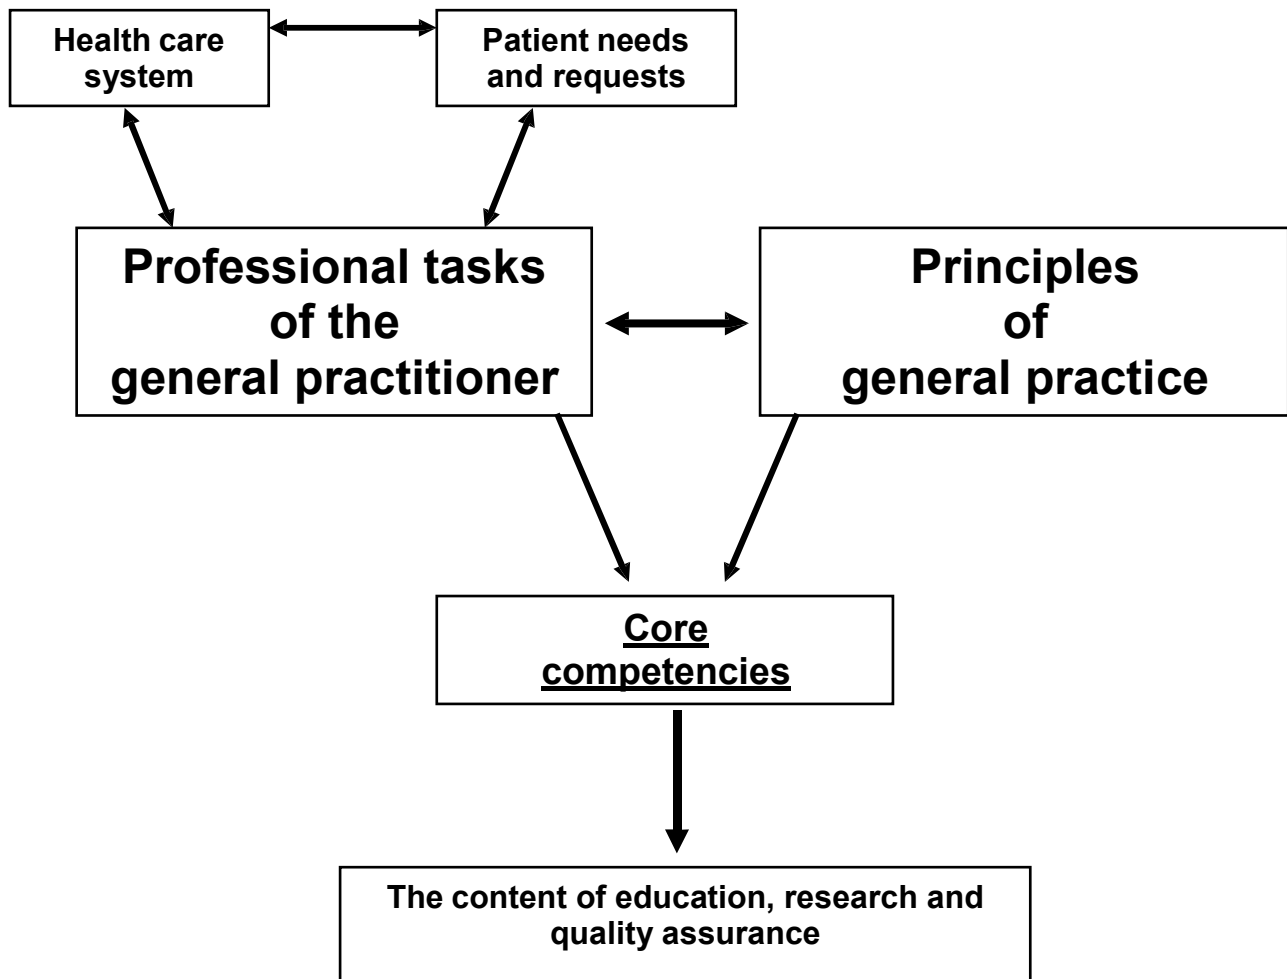 Health care
system
Patient needs
and requests
Professional tasks
of the
general practitioner
Principles
of
general practice
Core
competencies
The content of education, research and
quality assurance